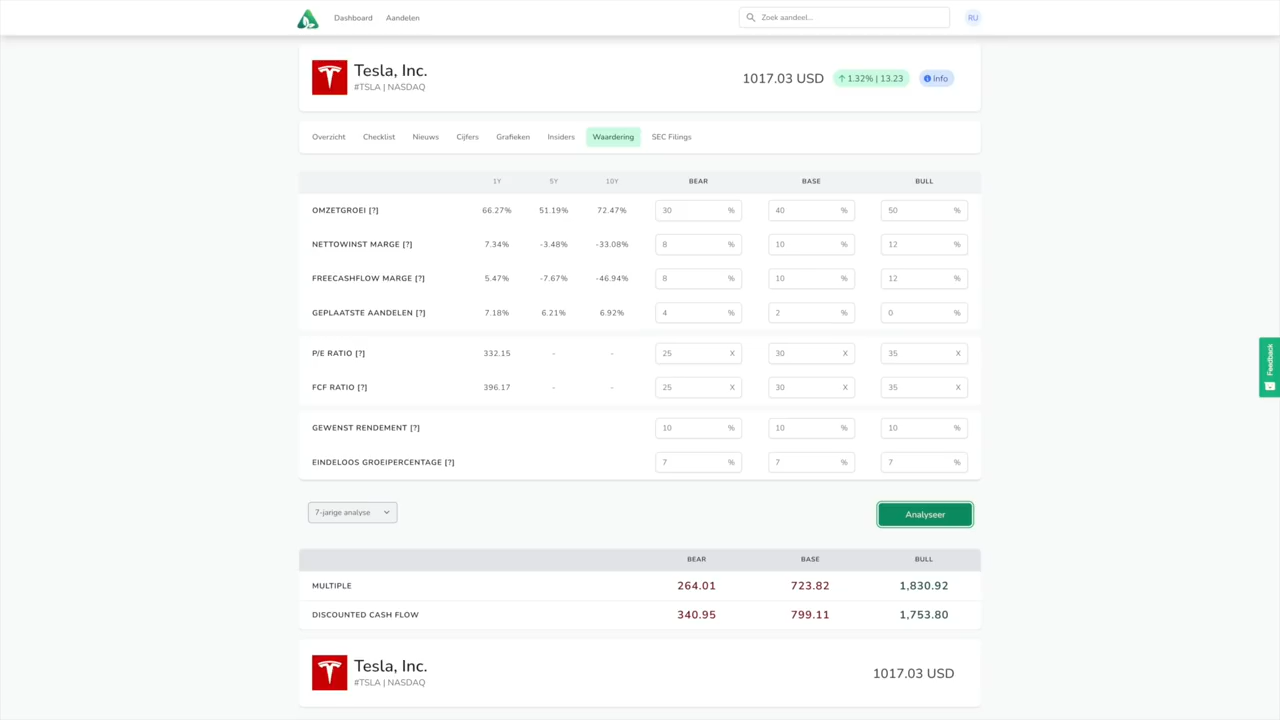 Dashboard Aandelen Zoek aandeel... RU
Tesla, Inc.
#TSLA | NASDAQ
1017.03 USD ↑ 1.32% | 13.23 Info
Overzicht Checklist Nieuws Cijfers Grafieken Insiders Waardering SEC Filings
1Y 5Y 10Y BEAR BASE BULL
OMZETGROEI [?] 66.27% 51.19% 72.47% 30 % 40 % 50 %
NETTOWINST MARGE [?] 7.34% -3.48% -33.08% 8 % 10 % 12 %
FREECASHFLOW MARGE [?] 5.47% -7.67% -46.94% 8 % 10 % 12 %
GEPLAATSTE AANDELEN [?] 7.18% 6.21% 6.92% 4 % 2 % 0 %
P/E RATIO [?] 332.15 - - 25 X 30 X 35 X
FCF RATIO [?] 396.17 - - 25 X 30 X 35 X
GEWENST RENDEMENT [?] 10 % 10 % 10 %
EINDELOOS GROEIPERCENTAGE [?] 7 % 7 % 7 %
7-jarige analyse Analyseer
BEAR BASE BULL
MULTIPLE 264.01 723.82 1,830.92
DISCOUNTED CASH FLOW 340.95 799.11 1,753.80
Tesla, Inc.
#TSLA | NASDAQ
1017.03 USD
Feedback